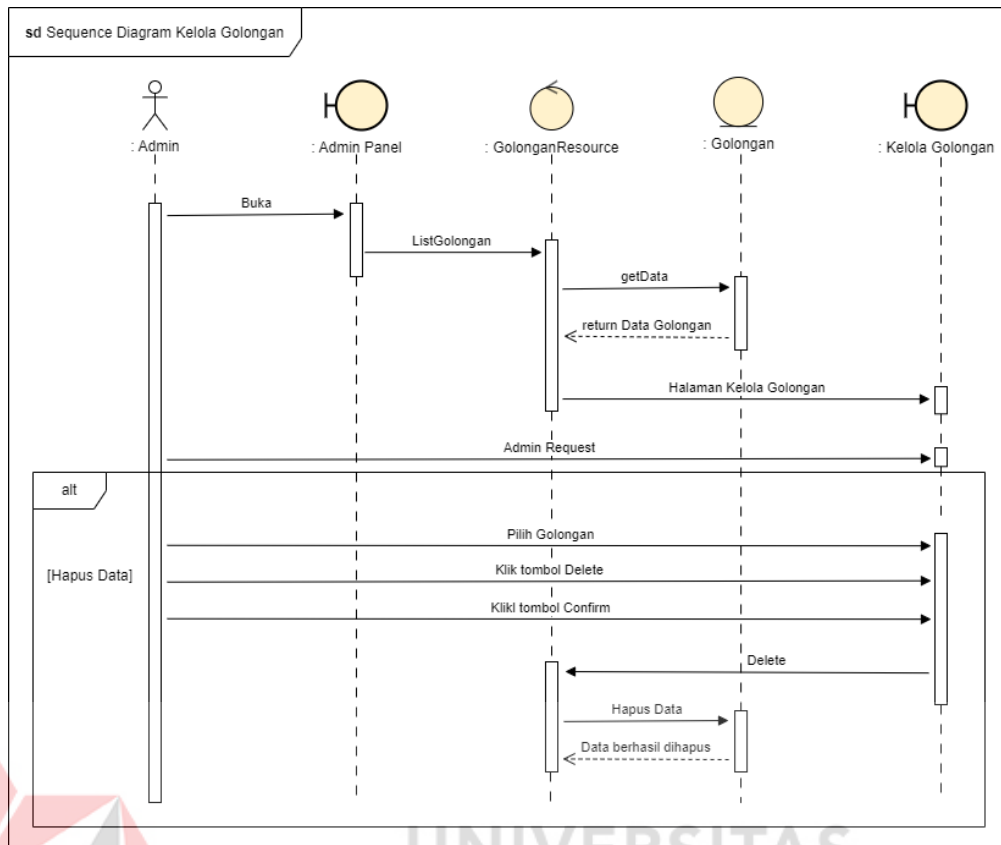 sd Sequence Diagram Kelola Golongan
: Admin
: Admin Panel
: GolonganResource
: Golongan
: Kelola Golongan
Buka
ListGolongan
getData
return Data Golongan
Halaman Kelola Golongan
Admin Request
alt
Pilih Golongan
[Hapus Data]
Klik tombol Delete
Klikl tombol Confirm
Delete
Hapus Data
Data berhasil dihapus
UNIVERSITAS